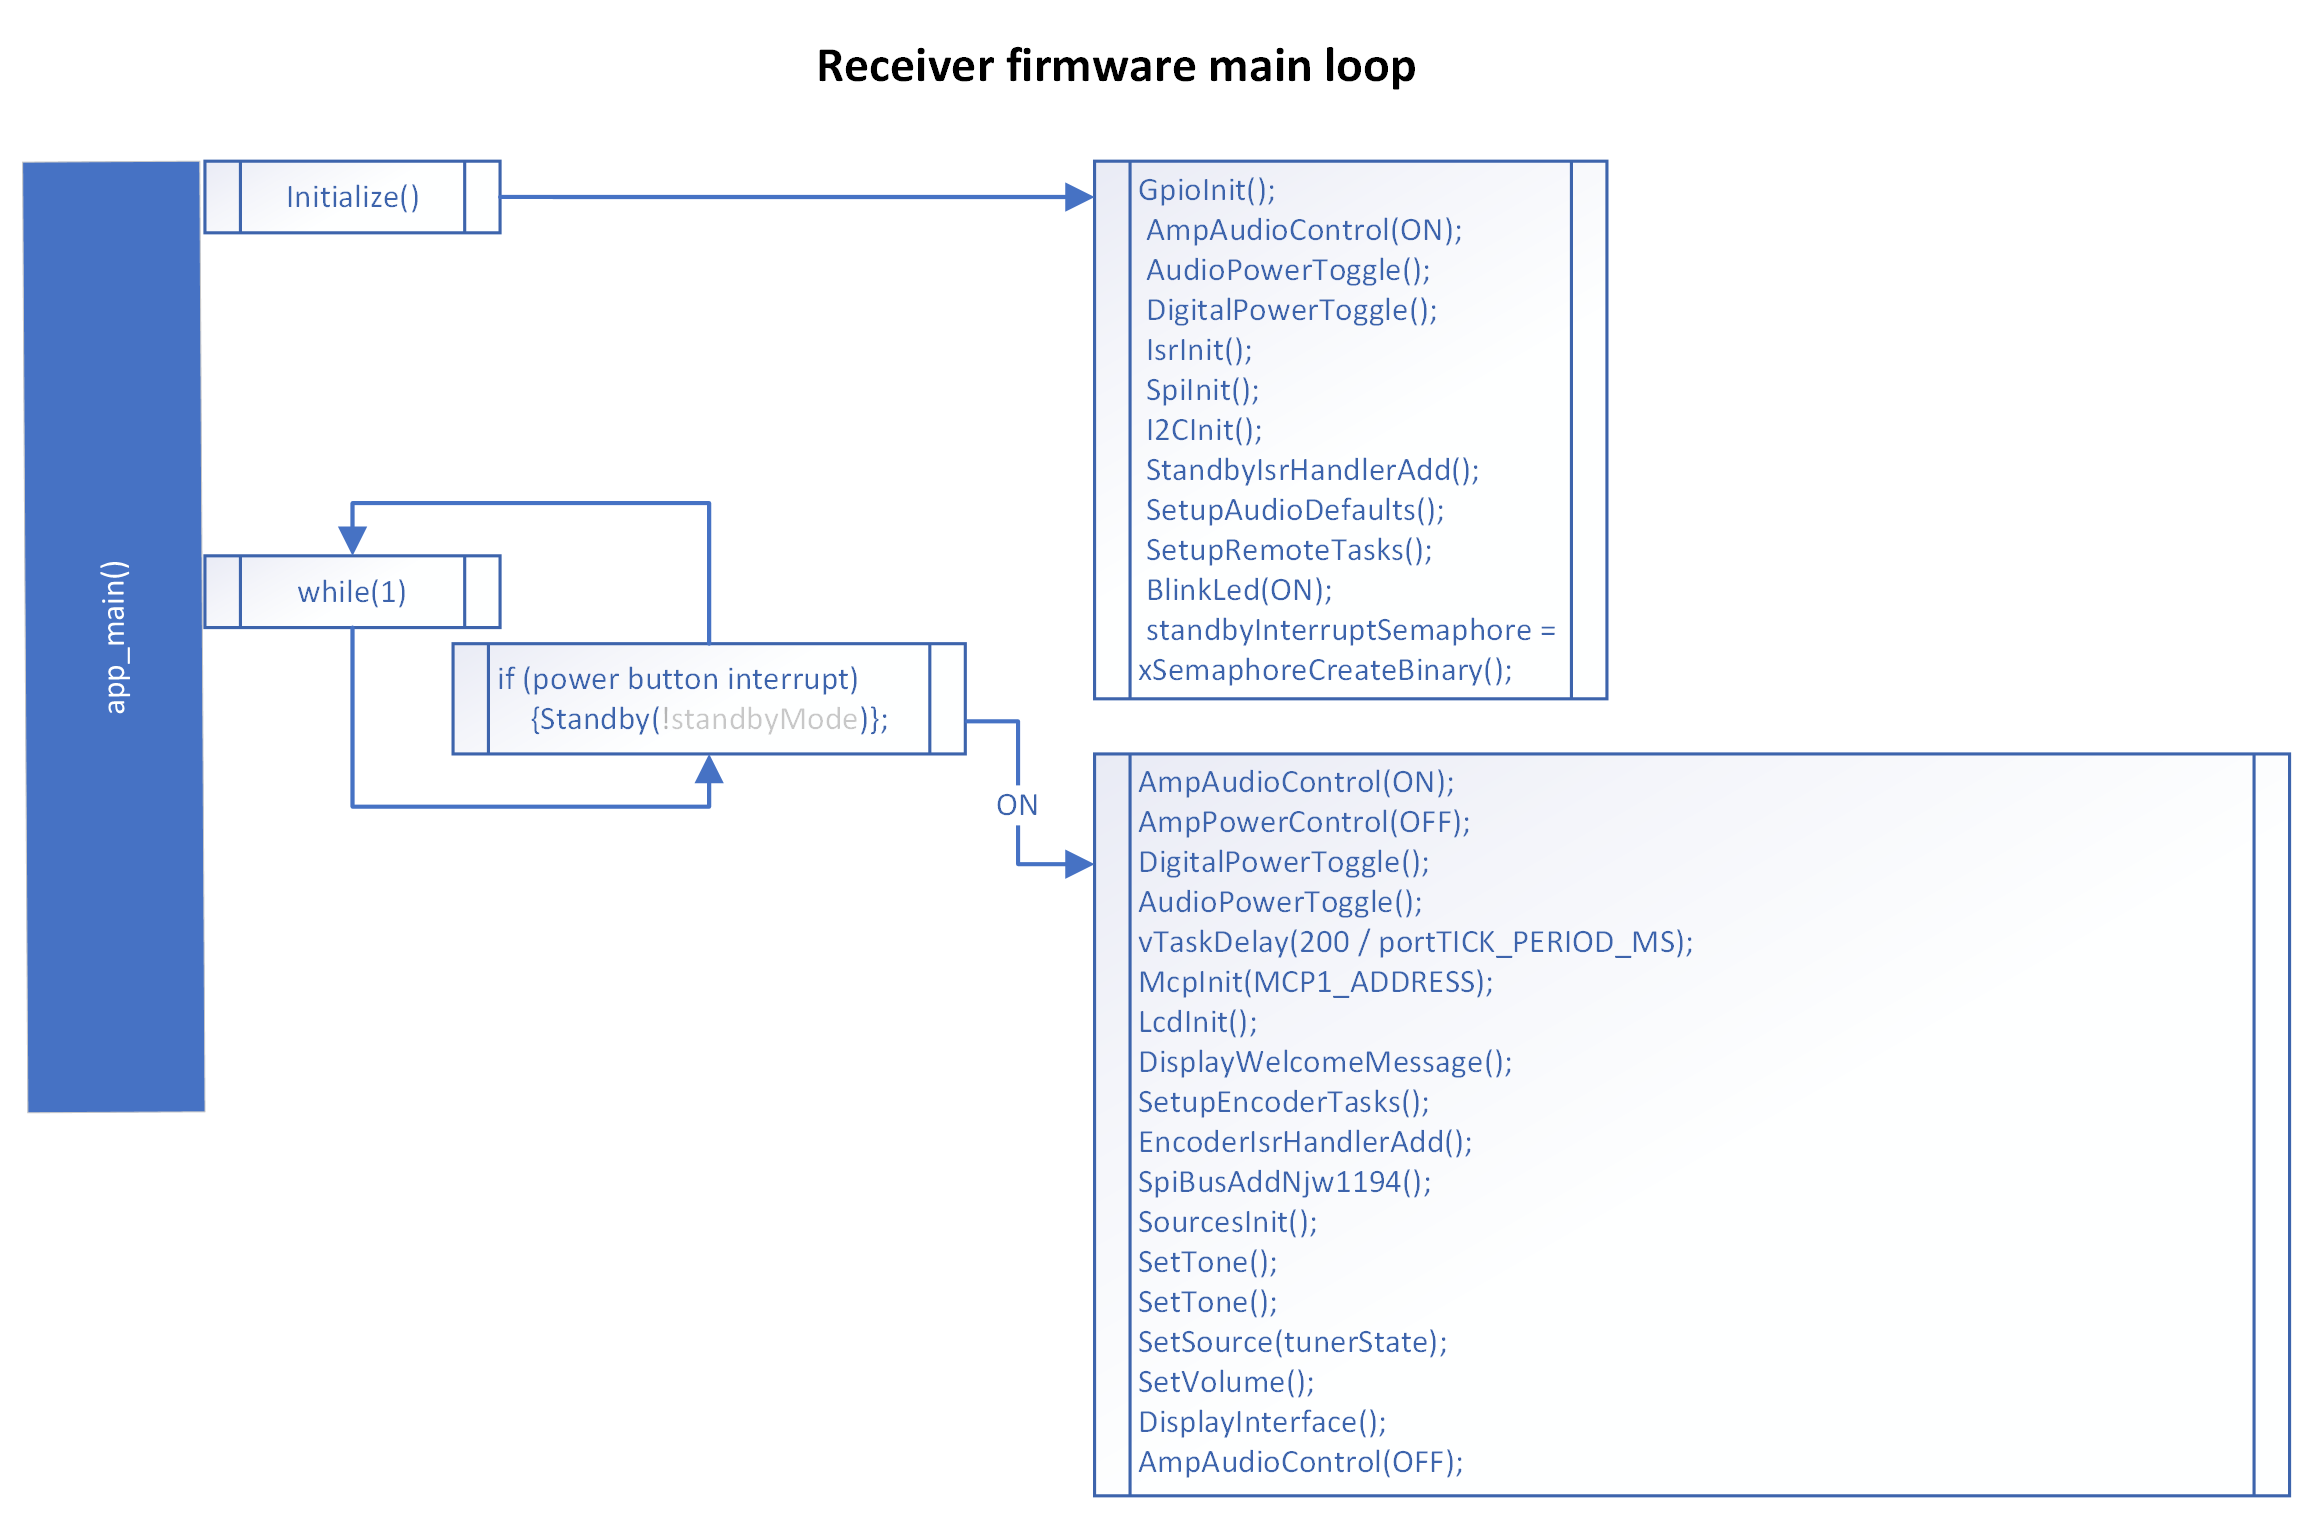 Receiver firmware main loop
app_main()
Initialize()
GpioInit();
AmpAudioControl(ON);
AudioPowerToggle();
DigitalPowerToggle();
IsrInit();
SpiInit();
I2CInit();
StandbyIsrHandlerAdd();
SetupAudioDefaults();
SetupRemoteTasks();
BlinkLed(ON);
standbyInterruptSemaphore =
xSemaphoreCreateBinary();
while(1)
if (power button interrupt)
{Standby(!standbyMode)};
ON
AmpAudioControl(ON);
AmpPowerControl(OFF);
DigitalPowerToggle();
AudioPowerToggle();
vTaskDelay(200 / portTICK_PERIOD_MS);
McpInit(MCP1_ADDRESS);
LcdInit();
DisplayWelcomeMessage();
SetupEncoderTasks();
EncoderIsrHandlerAdd();
SpiBusAddNjw1194();
SourcesInit();
SetTone();
SetTone();
SetSource(tunerState);
SetVolume();
DisplayInterface();
AmpAudioControl(OFF);